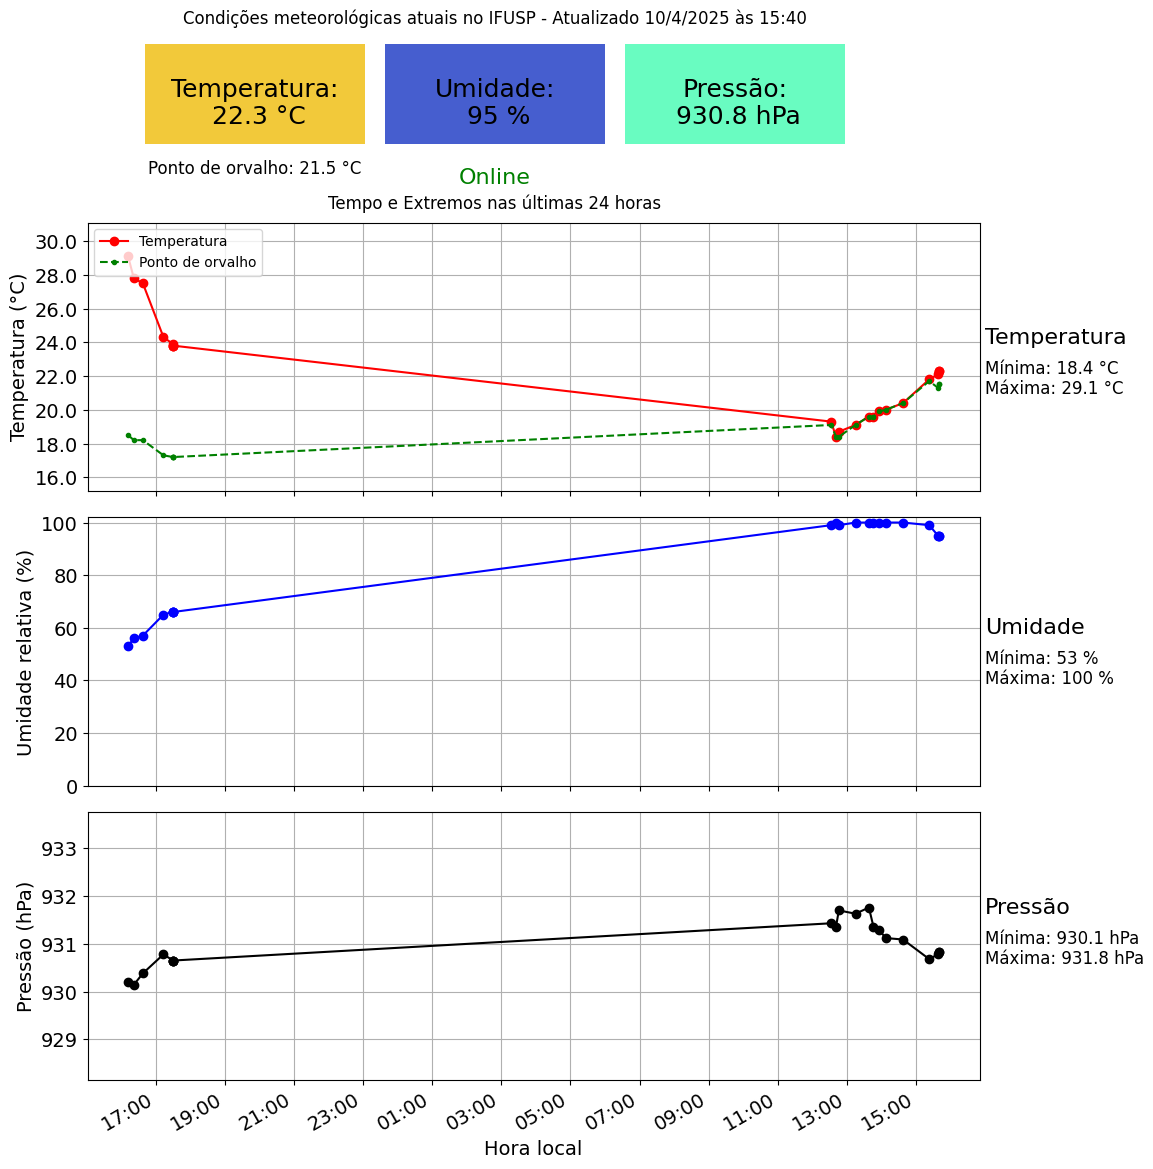 Condições meteorológicas atuais no IFUSP - Atualizado 10/4/2025 às 15:40
Temperatura:
22.3 °C
Umidade:
95 %
Pressão:
930.8 hPa
Ponto de orvalho: 21.5 °C
Online
Tempo e Extremos nas últimas 24 horas
Temperatura
Ponto de orvalho
Temperatura (°C)
30.0
28.0
26.0
24.0
22.0
20.0
18.0
16.0
Temperatura
Mínima: 18.4 °C
Máxima: 29.1 °C
Umidade relativa (%)
100
80
60
40
20
0
Umidade
Mínima: 53 %
Máxima: 100 %
Pressão (hPa)
933
932
931
930
929
Pressão
Mínima: 930.1 hPa
Máxima: 931.8 hPa
17:00 19:00 21:00 23:00 01:00 03:00 05:00 07:00 09:00 11:00 13:00 15:00
Hora local